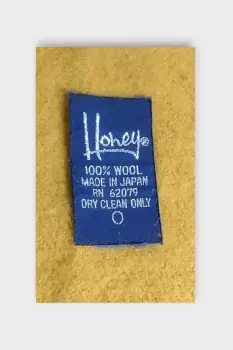 Honey®
100% WOOL
MADE IN JAPAN
RN 62079
DRY CLEAN ONLY